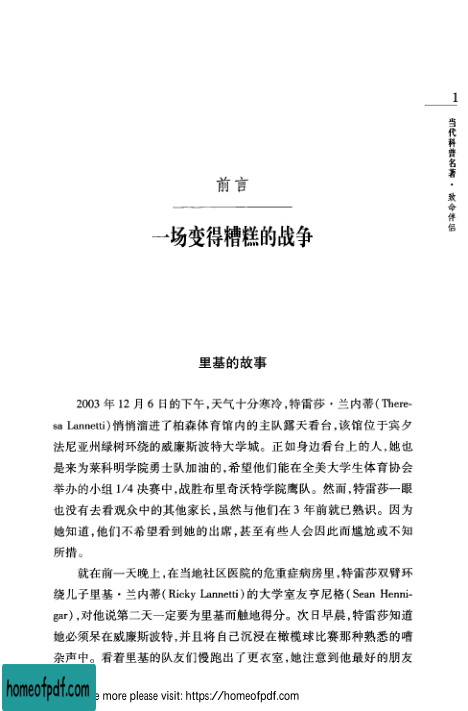 1
当代科普名著·致命伴侣
前言
一场变得糟糕的战争
里基的故事
2003 年 12 月 6 日的下午,天气十分寒冷,特雷莎·兰内蒂(There-
sa Lannetti)悄悄溜进了柏森体育馆内的主队露天看台,该馆位于宾夕
法尼亚州绿树环绕的威廉斯波特大学城。正如身边看台上的人,她也
是来为莱科明学院勇士队加油的,希望他们能在全美大学生体育协会
举办的小组 1/4 决赛中,战胜布里奇沃特学院鹰队。然而,特雷莎一眼
也没有去看观众中的其他家长,虽然与他们在 3 年前就已熟识。因为
她知道,他们不希望看到她的出席,甚至有些人会因此而尴尬或不知
所措。
就在前一天晚上,在当地社区医院的危重症病房里,特雷莎双臂环
绕儿子里基·兰内蒂(Ricky Lannetti)的大学室友亨尼格(Sean Henni-
gar),对他说第二天一定要为里基而触地得分。次日早晨,特雷莎知道
她必须呆在威廉斯波特,并且将自己沉浸在橄榄球比赛那种熟悉的嘈
杂声中。看着里基的队友们慢跑出了更衣室,她注意到他最好的朋友
homeofpdf.com
e more please visit: https://homeofpdf.com